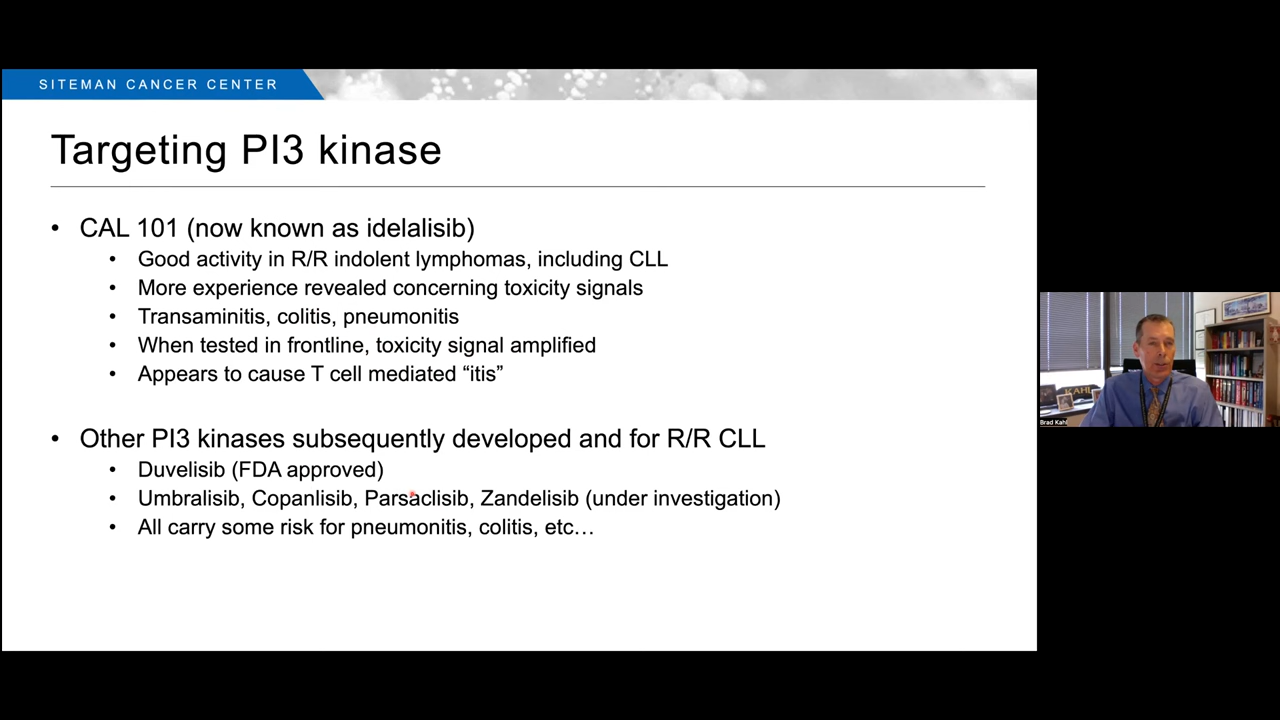 SITEMAN CANCER CENTER
Targeting PI3 kinase
• CAL 101 (now known as idelalisib)
• Good activity in R/R indolent lymphomas, including CLL
• More experience revealed concerning toxicity signals
• Transaminitis, colitis, pneumonitis
• When tested in frontline, toxicity signal amplified
• Appears to cause T cell mediated “itis”
• Other PI3 kinases subsequently developed and for R/R CLL
• Duvelisib (FDA approved)
• Umbralisib, Copanlisib, Parsaclisib, Zandelisib (under investigation)
• All carry some risk for pneumonitis, colitis, etc…
KAHL
Brad Kahl